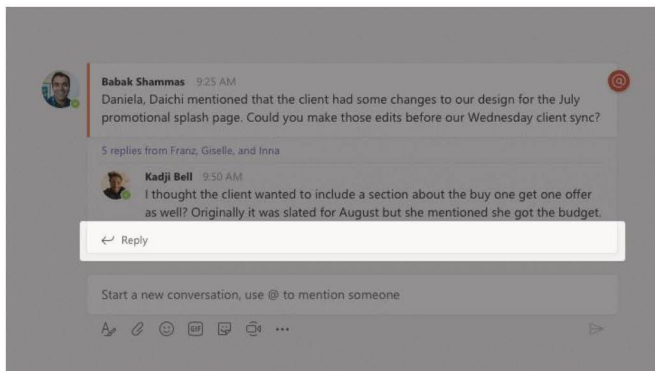 Babak Shammas 9:25 AM
@
Daniela, Daichi mentioned that the client had some changes to our design for the July
promotional splash page. Could you make those edits before our Wednesday client sync?
5 replies from Franz, Giselle, and Inna
Kadji Bell 9:50 AM
I thought the client wanted to include a section about the buy one get one offer
as well? Originally it was slated for August but she mentioned she got the budget.
Reply
Start a new conversation, use @ to mention someone
GIF